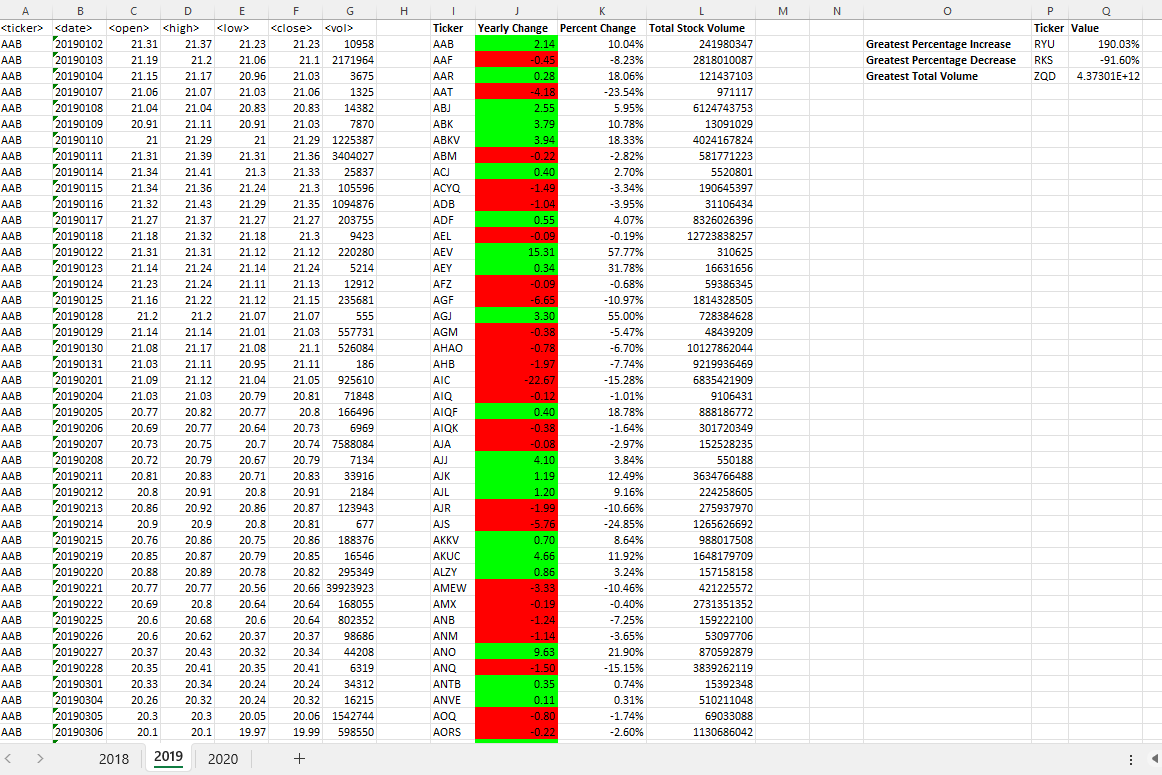 A B C D E F G H I J K L M N O P Q
<ticker> <date> <open> <high> <low> <close> <vol> Ticker Yearly Change Percent Change Total Stock Volume Ticker Value
AAB 20190102 21.31 21.37 21.23 21.23 10958 AAB 2.14 10.04% 241980347 Greatest Percentage Increase RYU 190.03%
AAB 20190103 21.19 21.2 21.06 21.1 2171964 AAF -0.45 -8.23% 2818010087 Greatest Percentage Decrease RKS -91.60%
AAB 20190104 21.15 21.17 20.96 21.03 3675 AAR 0.28 18.06% 121437103 Greatest Total Volume ZQD 4.37301E+12
AAB 20190107 21.06 21.07 21.03 21.06 1325 AAT -4.18 -23.54% 971117
AAB 20190108 21.04 21.04 20.83 20.83 14382 ABJ 2.55 5.95% 6124743753
AAB 20190109 20.91 21.11 20.91 21.03 7870 ABK 3.79 10.78% 13091029
AAB 20190110 21 21.29 21 21.29 1225387 ABKV 3.94 18.33% 4024167824
AAB 20190111 21.31 21.39 21.31 21.36 3404027 ABM -0.22 -2.82% 581771223
AAB 20190114 21.34 21.41 21.3 21.33 25837 ACJ 0.40 2.70% 5520801
AAB 20190115 21.34 21.36 21.24 21.3 105596 ACYQ -1.49 -3.34% 190645397
AAB 20190116 21.32 21.43 21.29 21.35 1094876 ADB -1.04 -3.95% 31106434
AAB 20190117 21.27 21.37 21.27 21.27 203755 ADF 0.55 4.07% 8326026396
AAB 20190118 21.18 21.32 21.18 21.3 9423 AEL -0.09 -0.19% 12723838257
AAB 20190122 21.31 21.31 21.12 21.12 220280 AEV 15.31 57.77% 310625
AAB 20190123 21.14 21.24 21.14 21.24 5214 AEY 0.34 31.78% 16631656
AAB 20190124 21.23 21.24 21.11 21.13 12912 AFZ -0.09 -0.68% 59386345
AAB 20190125 21.16 21.22 21.12 21.15 235681 AGF -6.65 -10.97% 1814328505
AAB 20190128 21.2 21.2 21.07 21.07 555 AGJ 3.30 55.00% 728384628
AAB 20190129 21.14 21.14 21.01 21.03 557731 AGM -0.38 -5.47% 48439209
AAB 20190130 21.08 21.17 21.08 21.1 526084 AHAO -0.78 -6.70% 10127862044
AAB 20190131 21.03 21.11 20.95 21.11 186 AHB -1.97 -7.74% 9219936469
AAB 20190201 21.09 21.12 21.04 21.05 925610 AIC -22.67 -15.28% 6835421909
AAB 20190204 21.03 21.03 20.79 20.81 71848 AIQ -0.12 -1.01% 9106431
AAB 20190205 20.77 20.82 20.77 20.8 166496 AIQF 0.40 18.78% 888186772
AAB 20190206 20.69 20.77 20.64 20.73 6969 AIQK -0.38 -1.64% 301720349
AAB 20190207 20.73 20.75 20.7 20.74 7588084 AJA -0.08 -2.97% 152528235
AAB 20190208 20.72 20.79 20.67 20.79 7134 AJJ 4.10 3.84% 550188
AAB 20190211 20.81 20.83 20.71 20.83 33916 AJK 1.19 12.49% 3634766488
AAB 20190212 20.8 20.91 20.8 20.91 2184 AJL 1.20 9.16% 224258605
AAB 20190213 20.86 20.92 20.86 20.87 123943 AJR -1.99 -10.66% 275937970
AAB 20190214 20.9 20.9 20.8 20.81 677 AJS -5.76 -24.85% 1265626692
AAB 20190215 20.76 20.86 20.75 20.86 188376 AKKV 0.70 8.64% 988017508
AAB 20190219 20.85 20.87 20.79 20.85 16546 AKUC 4.66 11.92% 1648179709
AAB 20190220 20.88 20.89 20.78 20.82 295349 ALZY 0.86 3.24% 157158158
AAB 20190221 20.77 20.77 20.56 20.66 39923923 AMEW -3.33 -10.46% 421225572
AAB 20190222 20.69 20.8 20.64 20.64 168055 AMX -0.19 -0.40% 2731351352
AAB 20190225 20.6 20.68 20.6 20.64 802352 ANB -1.24 -7.25% 159222100
AAB 20190226 20.6 20.62 20.37 20.37 98686 ANM -1.14 -3.65% 53097706
AAB 20190227 20.37 20.43 20.32 20.34 44208 ANO 9.63 21.90% 870592879
AAB 20190228 20.35 20.41 20.35 20.41 6319 ANQ -1.50 -15.15% 3839262119
AAB 20190301 20.33 20.34 20.24 20.24 34312 ANTB 0.35 0.74% 15392348
AAB 20190304 20.26 20.32 20.24 20.32 16215 ANVE 0.11 0.31% 510211048
AAB 20190305 20.3 20.3 20.05 20.06 1542744 AOQ -0.80 -1.74% 69033088
AAB 20190306 20.1 20.1 19.97 19.99 598550 AORS -0.22 -2.60% 1130686042
2018 2019 2020